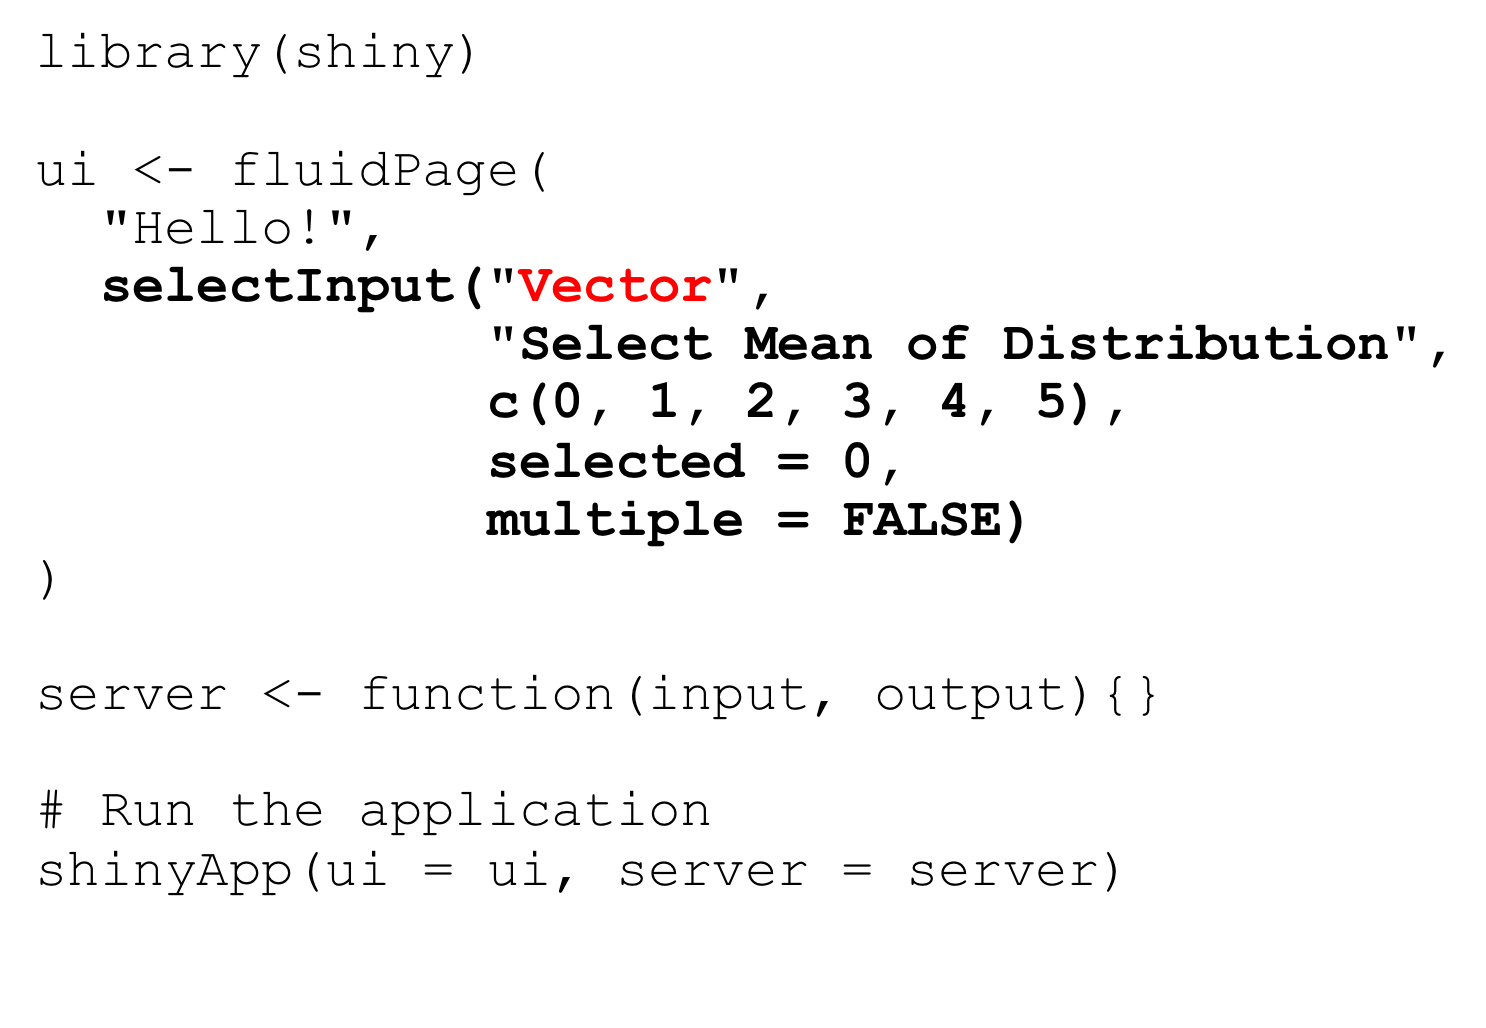 library(shiny)
ui <- fluidPage(
"Hello!",
selectInput("Vector",
"Select Mean of Distribution",
c(0, 1, 2, 3, 4, 5),
selected = 0,
multiple = FALSE)
)
server <- function(input, output){}
# Run the application
shinyApp(ui = ui, server = server)